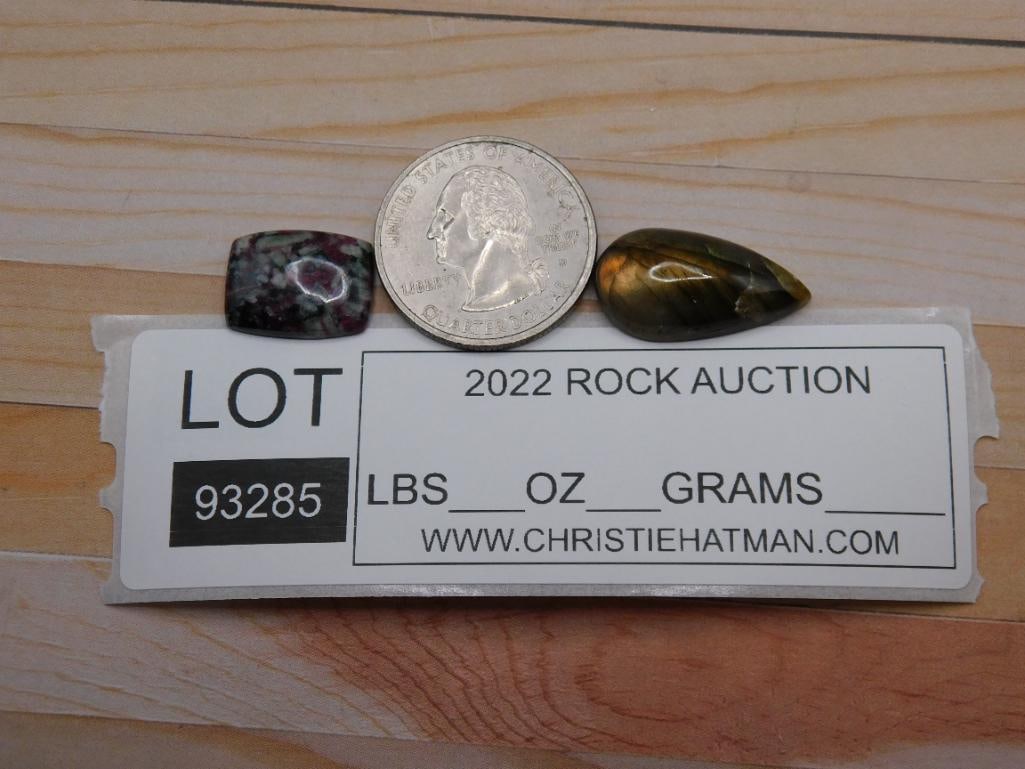 UNITED STATES OF AMERICA
LIBERTY
IN GOD WE TRUST
QUARTER DOLLAR
LOT
93285
2022 ROCK AUCTION
LBS___OZ___GRAMS_____
WWW.CHRISTIEHATMAN.COM